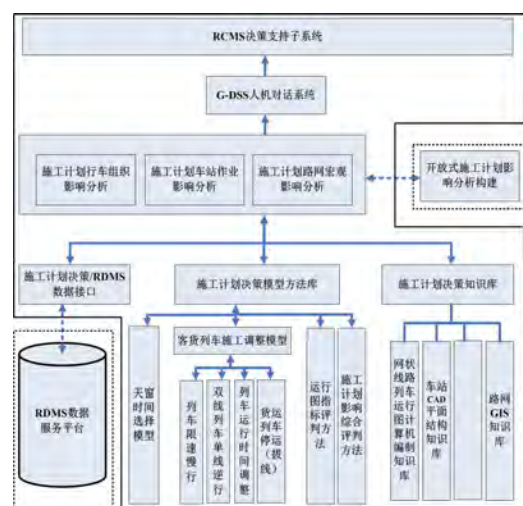 RCMS决策支持子系统
G-DSS人机对话系统
施工计划行车组织
影响分析
施工计划车站作业
影响分析
施工计划路网宏观
影响分析
开放式施工计划影
响分析构建
施工计划决策/RDMS
数据接口
施工计划决策模型方法库
施工计划决策知识库
RDMS数据
服务平台
天窗时间选择模型
客货列车施工调整模型
列车限速慢行
双线列车单线逆行
列车运行时间调整
货运列车停运（拨线）
运行图指标评判方法
施工计划影响综合评判方法
网状线路列车运行图计算机编制知识库
车站CAD平面结构知识库
路网GIS知识库